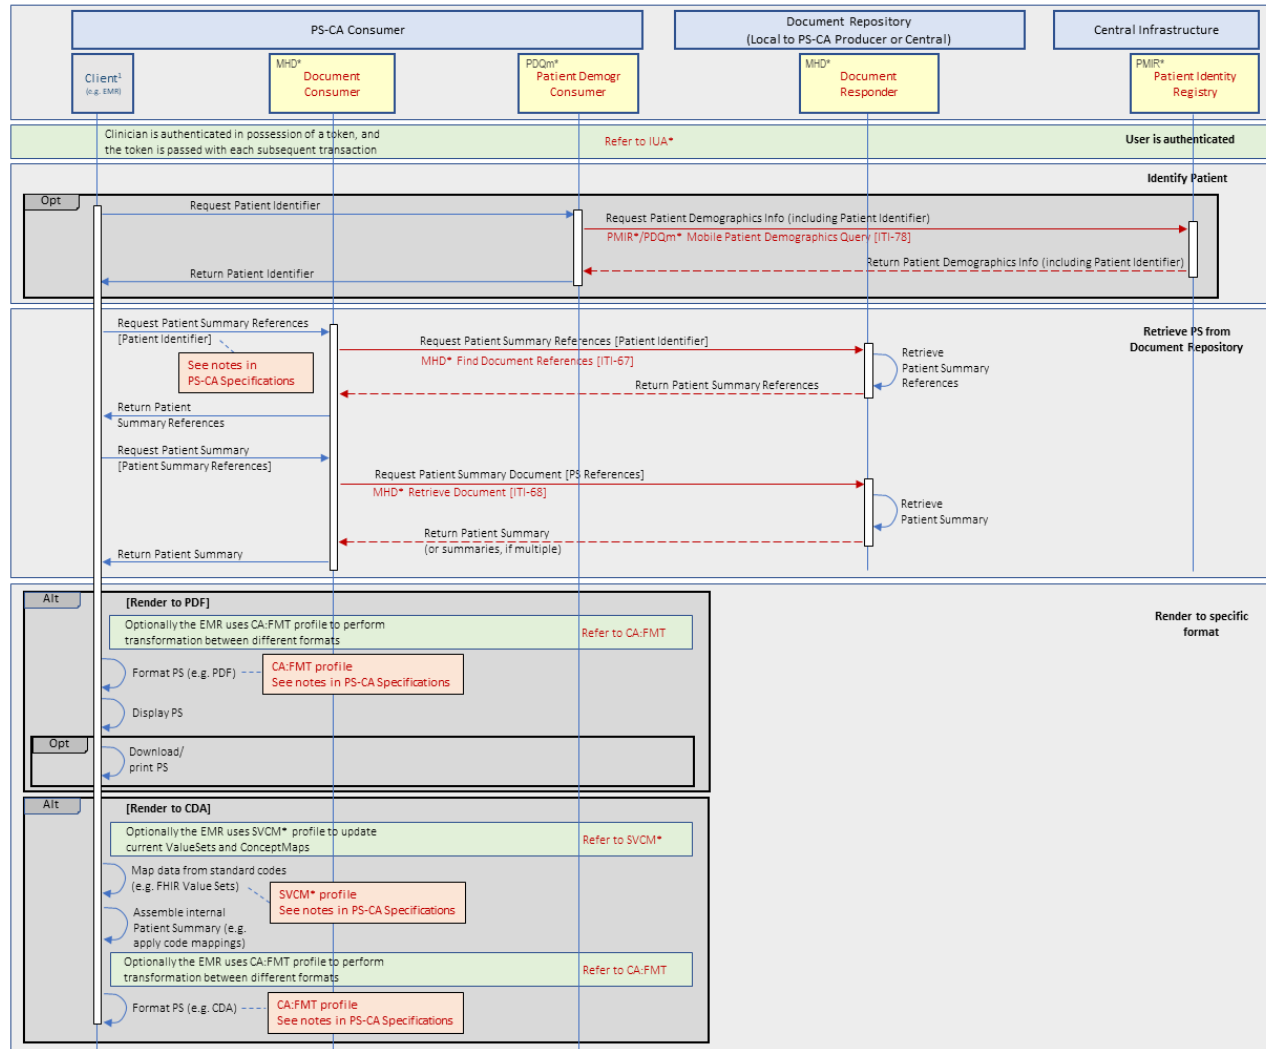 PS-CA Consumer
Document Repository
(Local to PS-CA Producer or Central)
Central Infrastructure
Client¹
(e.g. EMR)
MHD*
Document
Consumer
PDQm*
Patient Demogr
Consumer
MHD*
Document
Responder
PMIR*
Patient Identity
Registry
Clinician is authenticated in possession of a token, and
the token is passed with each subsequent transaction
Refer to IUA*
User is authenticated
Identify Patient
Opt
Request Patient Identifier
Request Patient Demographics Info (including Patient Identifier)
PMIR*/PDQm* Mobile Patient Demographics Query [ITI-78]
Return Patient Demographics Info (including Patient Identifier)
Return Patient Identifier
Retrieve PS from
Document Repository
Request Patient Summary References
[Patient Identifier]
See notes in
PS-CA Specifications
Request Patient Summary References [Patient Identifier]
MHD* Find Document References [ITI-67]
Retrieve
Patient Summary
References
Return Patient Summary References
Return Patient
Summary References
Request Patient Summary
[Patient Summary References]
Request Patient Summary Document [PS References]
MHD* Retrieve Document [ITI-68]
Retrieve
Patient Summary
Return Patient Summary
(or summaries, if multiple)
Return Patient Summary
Render to specific
format
Alt
[Render to PDF]
Optionally the EMR uses CA:FMT profile to perform
transformation between different formats
Refer to CA:FMT
Format PS (e.g. PDF)
CA:FMT profile
See notes in PS-CA Specifications
Display PS
Opt
Download/
print PS
Alt
[Render to CDA]
Optionally the EMR uses SVCM* profile to update
current ValueSets and ConceptMaps
Refer to SVCM*
Map data from standard codes
(e.g. FHIR Value Sets)
SVCM* profile
See notes in PS-CA Specifications
Assemble internal
Patient Summary (e.g.
apply code mappings)
Optionally the EMR uses CA:FMT profile to perform
transformation between different formats
Refer to CA:FMT
Format PS (e.g. CDA)
CA:FMT profile
See notes in PS-CA Specifications